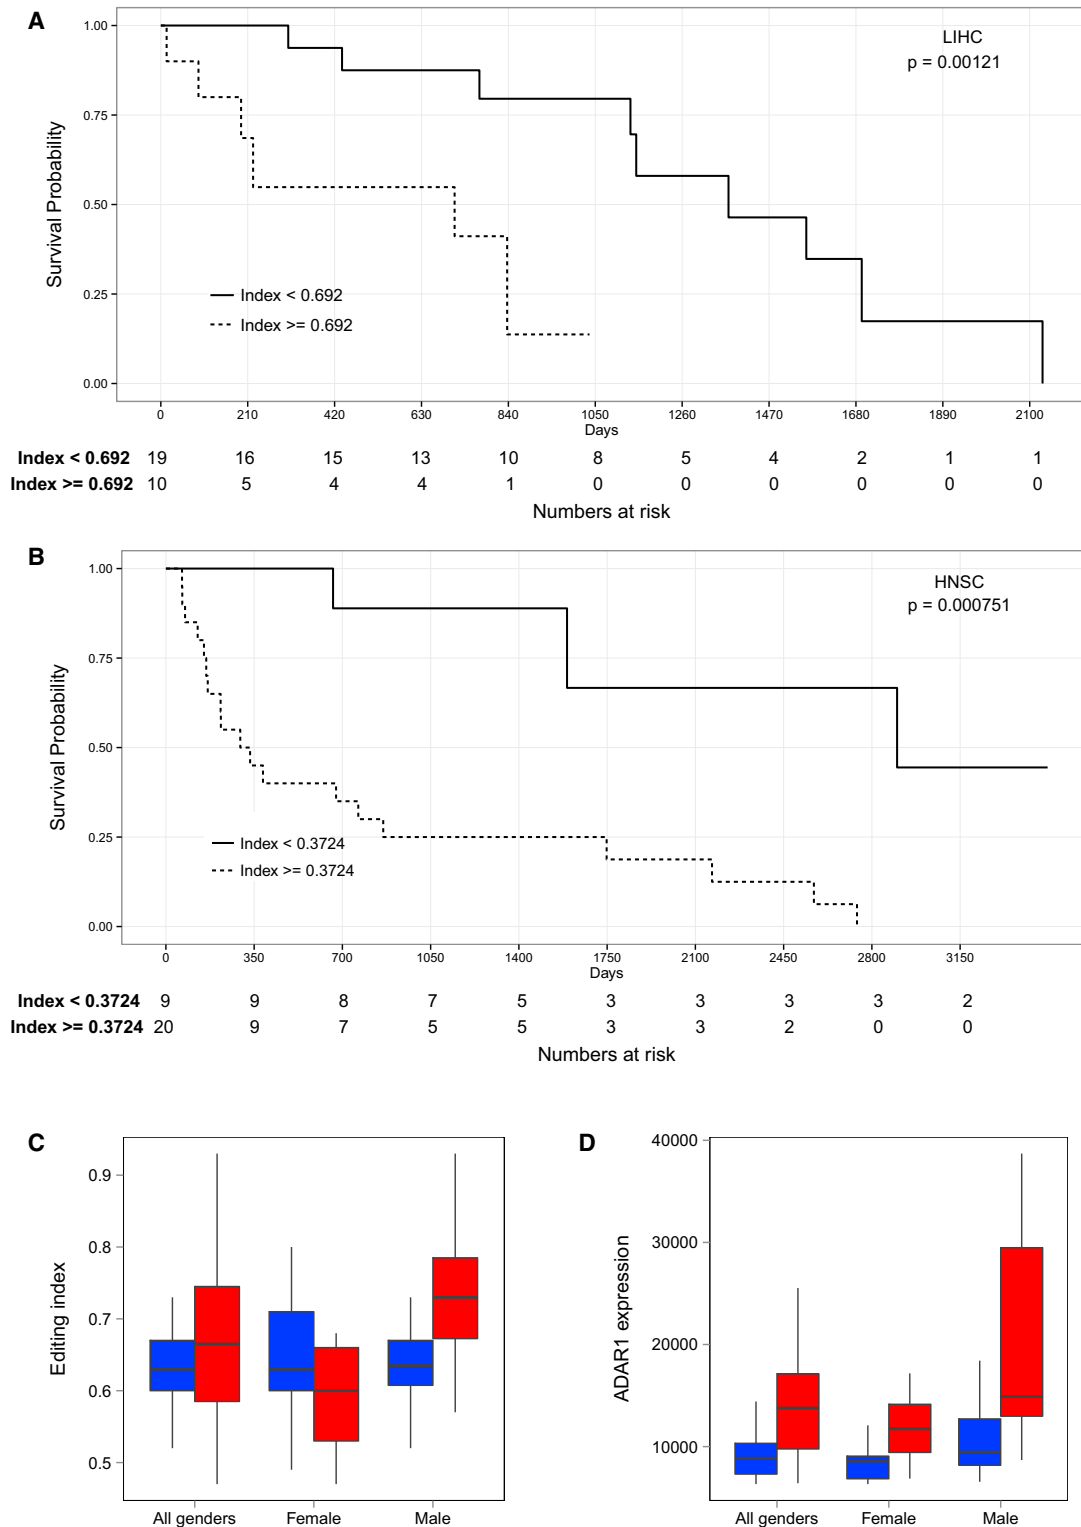 A
LIHC
p = 0.00121
Survival Probability
1.00
0.75
0.50
0.25
0.00
Index < 0.692
Index >= 0.692
0 210 420 630 840 1050 1260 1470 1680 1890 2100
Days
Index < 0.692 19 16 15 13 10 8 5 4 2 1 1
Index >= 0.692 10 5 4 4 1 0 0 0 0 0 0
Numbers at risk
B
HNSC
p = 0.000751
Survival Probability
1.00
0.75
0.50
0.25
0.00
Index < 0.3724
Index >= 0.3724
0 350 700 1050 1400 1750 2100 2450 2800 3150
Days
Index < 0.3724 9 9 8 7 5 3 3 3 3 2
Index >= 0.3724 20 9 7 5 5 3 3 2 0 0
Numbers at risk
C
Editing index
0.9
0.8
0.7
0.6
0.5
All genders Female Male
D
ADAR1 expression
40000
30000
20000
10000
All genders Female Male